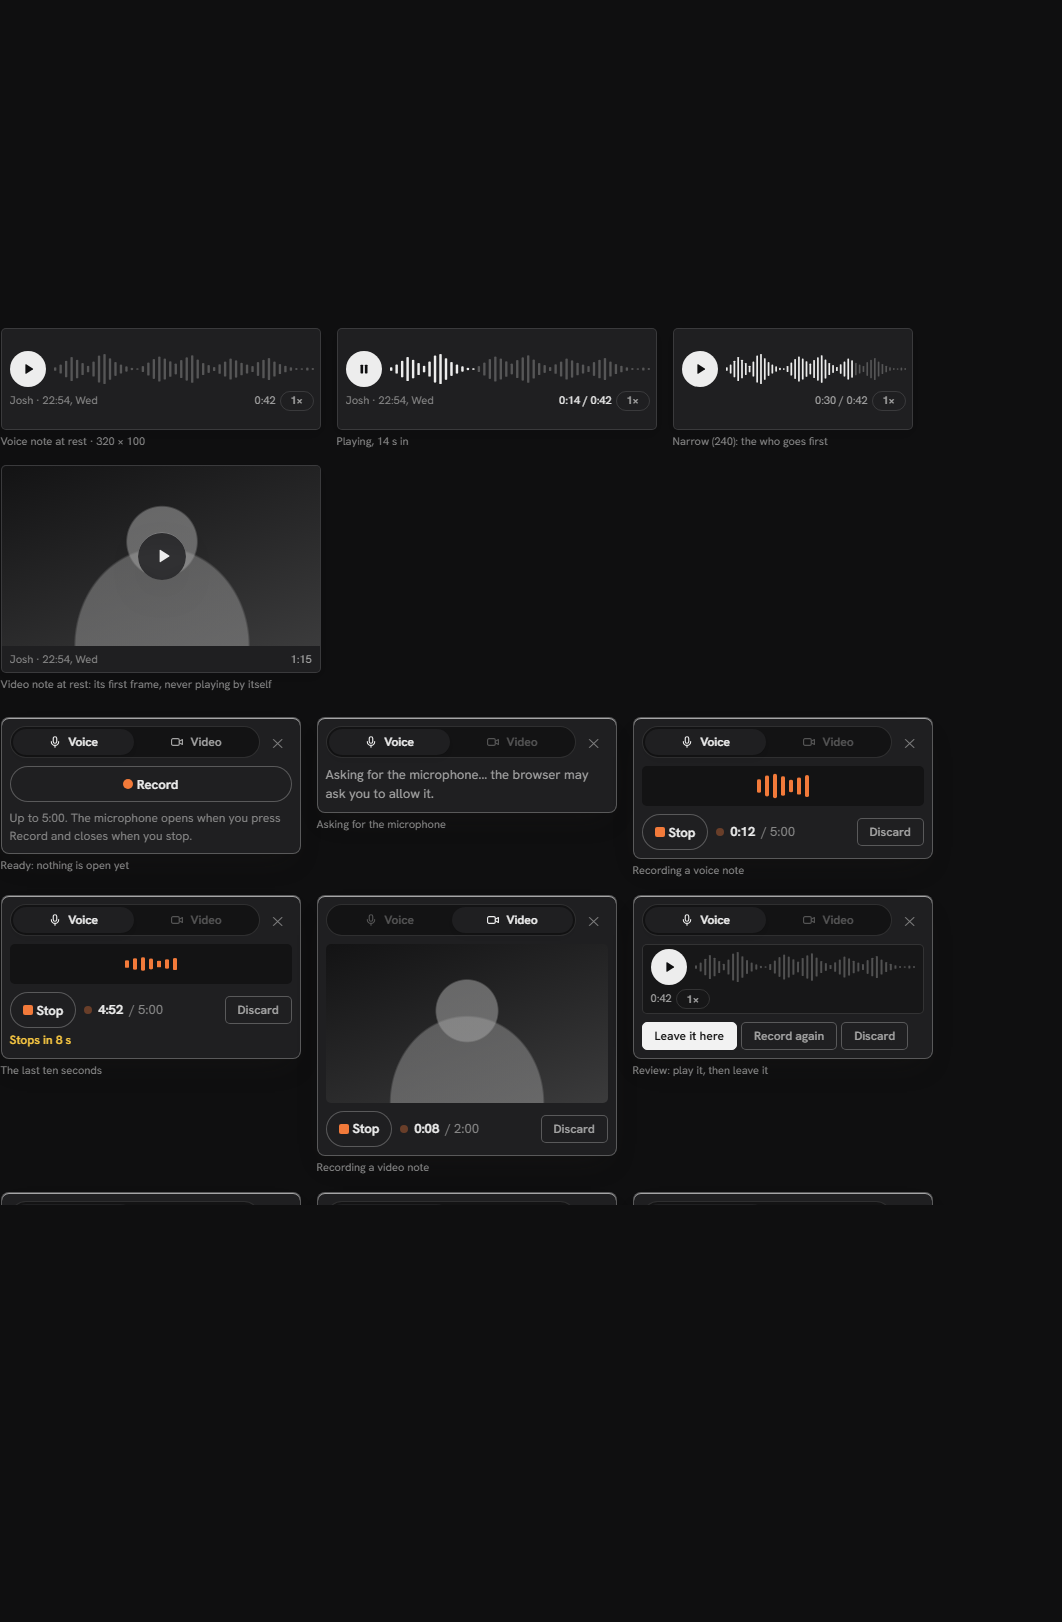 Josh · 22:54, Wed 0:42 1×
Josh · 22:54, Wed 0:14 / 0:42 1×
0:30 / 0:42 1×
Voice note at rest · 320 × 100
Playing, 14 s in
Narrow (240): the who goes first
Josh · 22:54, Wed 1:15
Video note at rest: its first frame, never playing by itself
Voice Video
Record
Up to 5:00. The microphone opens when you press
Record and closes when you stop.
Ready: nothing is open yet
Voice Video
Asking for the microphone... the browser may
ask you to allow it.
Asking for the microphone
Voice Video
Stop 0:12 / 5:00 Discard
Recording a voice note
Voice Video
Stop 4:52 / 5:00 Discard
Stops in 8 s
The last ten seconds
Voice Video
Stop 0:08 / 2:00 Discard
Recording a video note
Voice Video
0:42 1×
Leave it here Record again Discard
Review: play it, then leave it